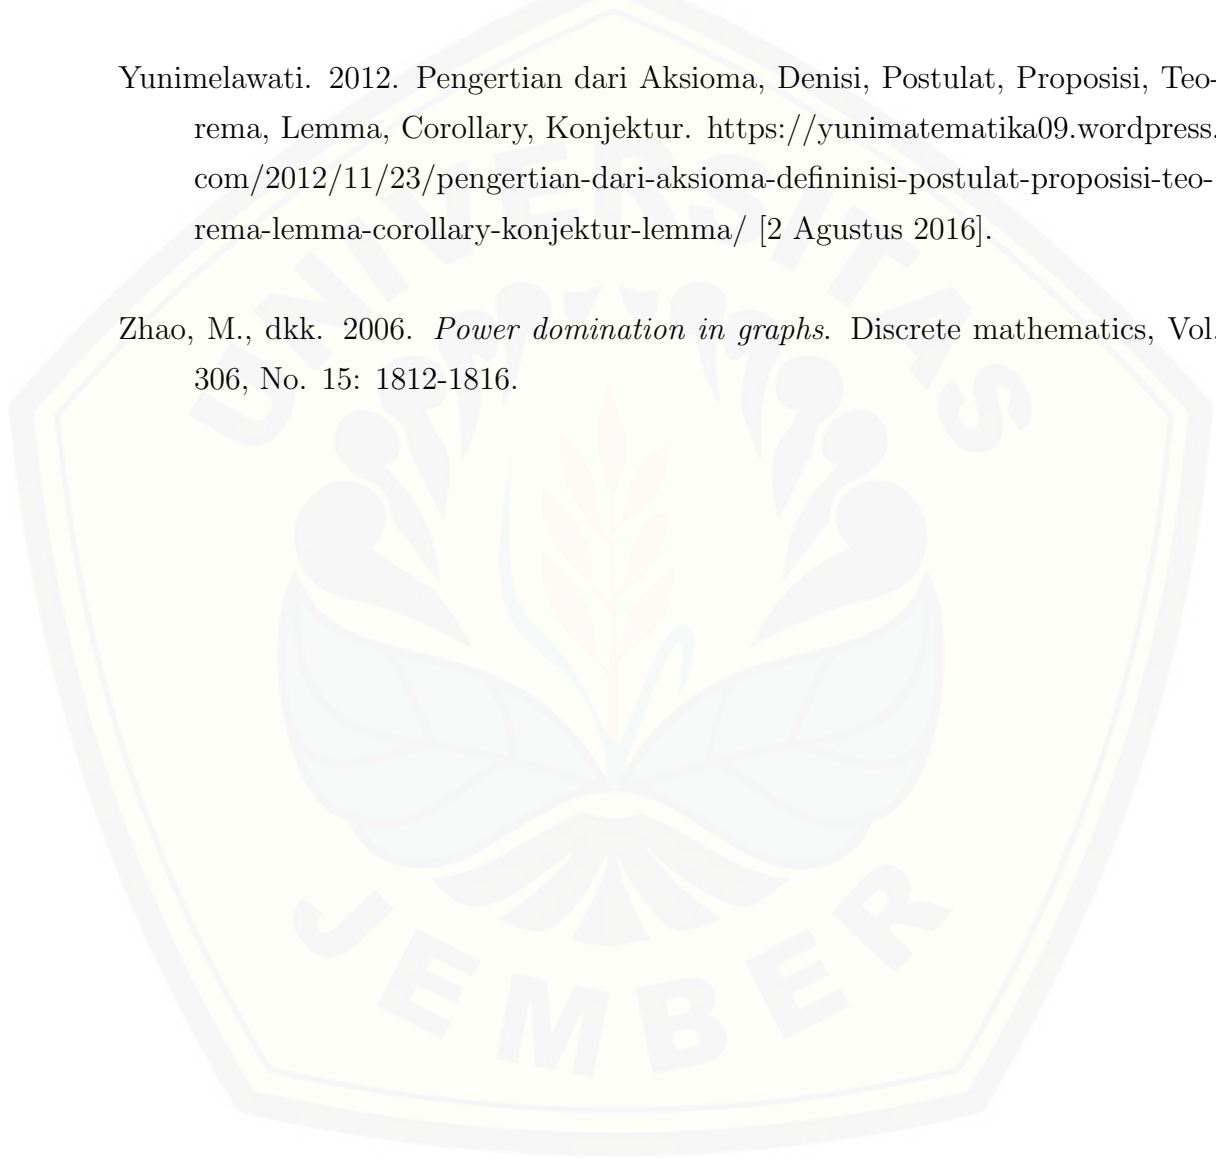 Yunimelawati. 2012. Pengertian dari Aksioma, Denisi, Postulat, Proposisi, Teo-
rema, Lemma, Corollary, Konjektur. https://yunimatematika09.wordpress.
com/2012/11/23/pengertian-dari-aksioma-defininisi-postulat-proposisi-teo-
rema-lemma-corollary-konjektur-lemma/ [2 Agustus 2016].
Zhao, M., dkk. 2006. Power domination in graphs. Discrete mathematics, Vol.
306, No. 15: 1812-1816.
UNIVERSITAS
JEMBER